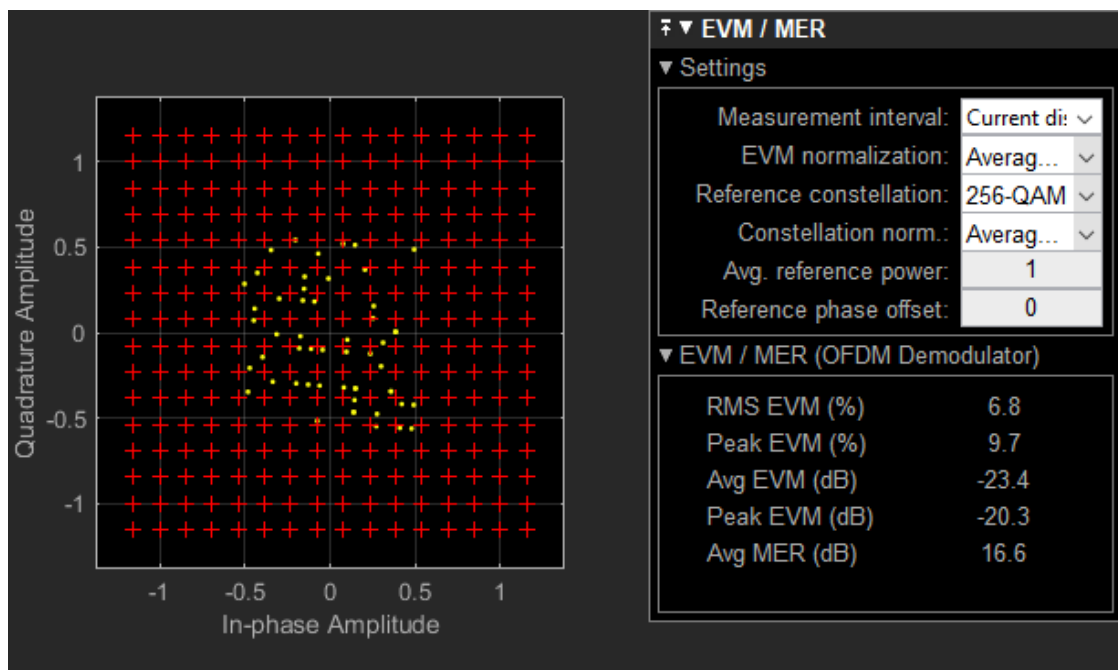 EVM / MER
Settings
Measurement interval: Current dis
EVM normalization: Averag...
Reference constellation: 256-QAM
Constellation norm.: Averag...
Avg. reference power: 1
Reference phase offset: 0
EVM / MER (OFDM Demodulator)
RMS EVM (%) 6.8
Peak EVM (%) 9.7
Avg EVM (dB) -23.4
Peak EVM (dB) -20.3
Avg MER (dB) 16.6
Quadrature Amplitude
1
0.5
0
-0.5
-1
-1 -0.5 0 0.5 1
In-phase Amplitude